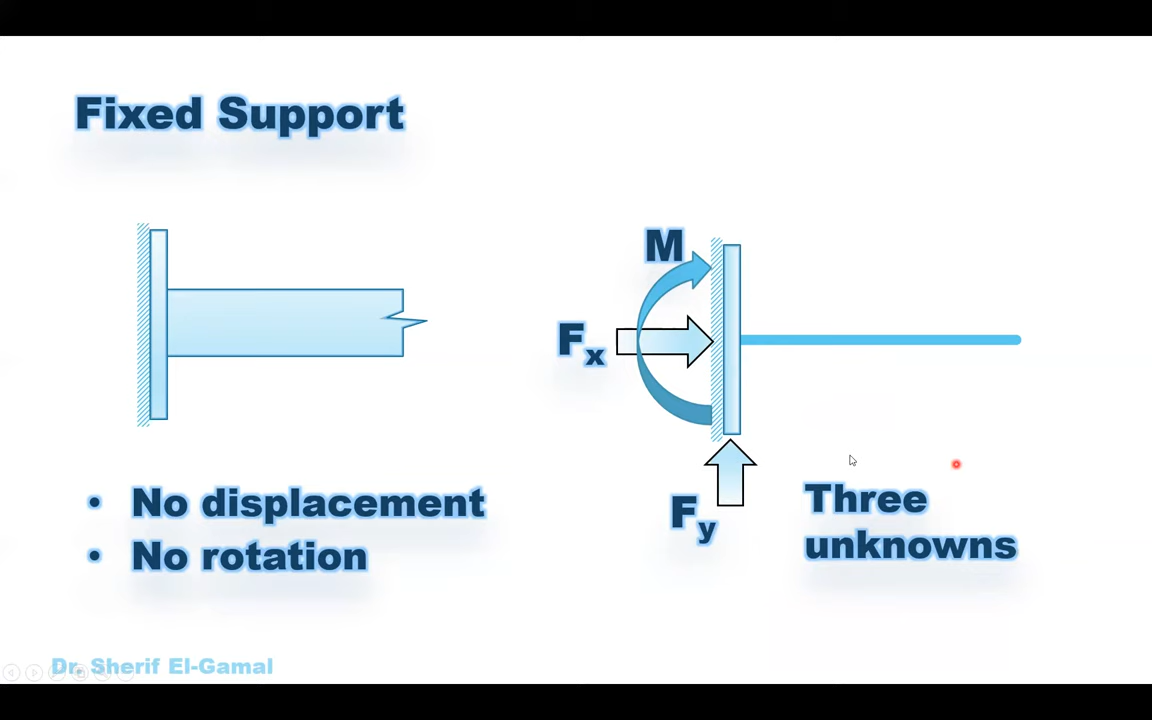 Fixed Support
M
Fx
Fy
• No displacement
• No rotation
Three
unknowns
Dr. Sherif El-Gamal